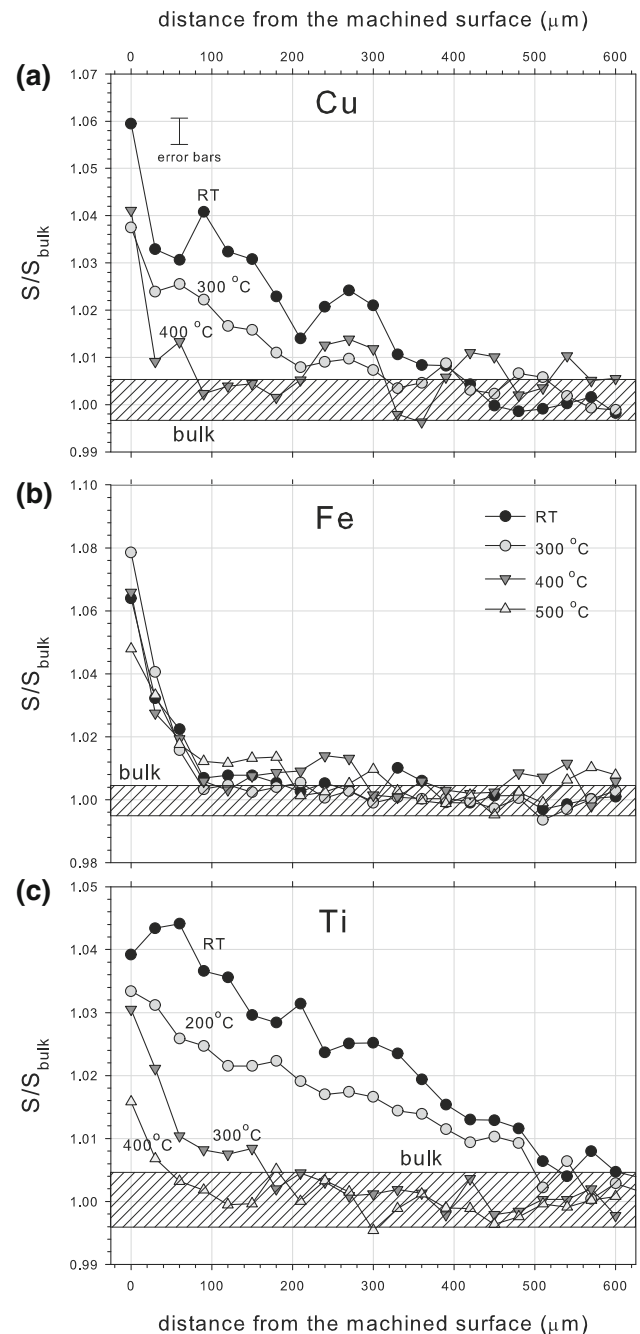 distance from the machined surface (μm)
0 100 200 300 400 500 600
(a)
Cu
1.07
1.06
1.05
1.04
1.03
1.02
1.01
1.00
0.99
S/S_bulk
error bars
RT
300 °C
400 °C
bulk
(b)
Fe
1.10
1.08
1.06
1.04
1.02
1.00
0.98
S/S_bulk
RT
300 °C
400 °C
500 °C
bulk
(c)
Ti
1.05
1.04
1.03
1.02
1.01
1.00
0.99
S/S_bulk
RT
200°C
300°C
400°C
bulk
0 100 200 300 400 500 600
distance from the machined surface (μm)